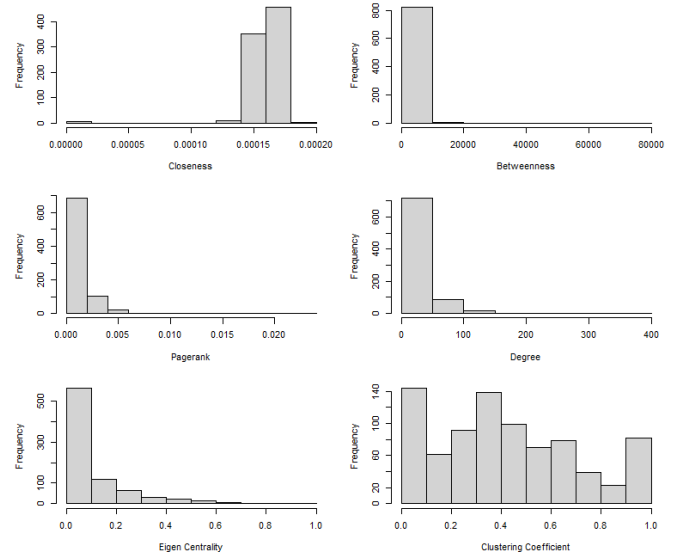 Frequency
0 100 200 300 400
0.00000 0.00005 0.00010 0.00015 0.00020
Closeness
Frequency
0 200 400 600 800
0 20000 40000 60000 80000
Betweenness
Frequency
0 200 400 600
0.000 0.005 0.010 0.015 0.020
Pagerank
Frequency
0 200 400 600
0 100 200 300 400
Degree
Frequency
0 100 300 500
0.0 0.2 0.4 0.6 0.8 1.0
Eigen Centrality
Frequency
0 20 60 100 140
0.0 0.2 0.4 0.6 0.8 1.0
Clustering Coefficient